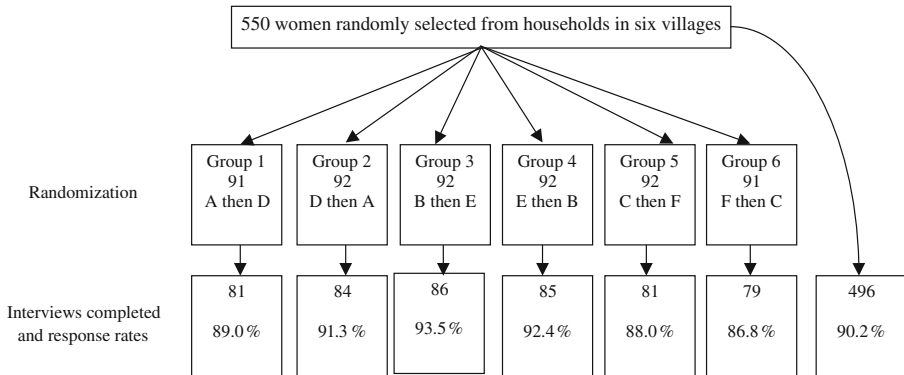 550 women randomly selected from households in six villages
Randomization
Group 1
91
A then D
Group 2
92
D then A
Group 3
92
B then E
Group 4
92
E then B
Group 5
92
C then F
Group 6
91
F then C
Interviews completed
and response rates
81
89.0 %
84
91.3 %
86
93.5 %
85
92.4 %
81
88.0 %
79
86.8 %
496
90.2 %